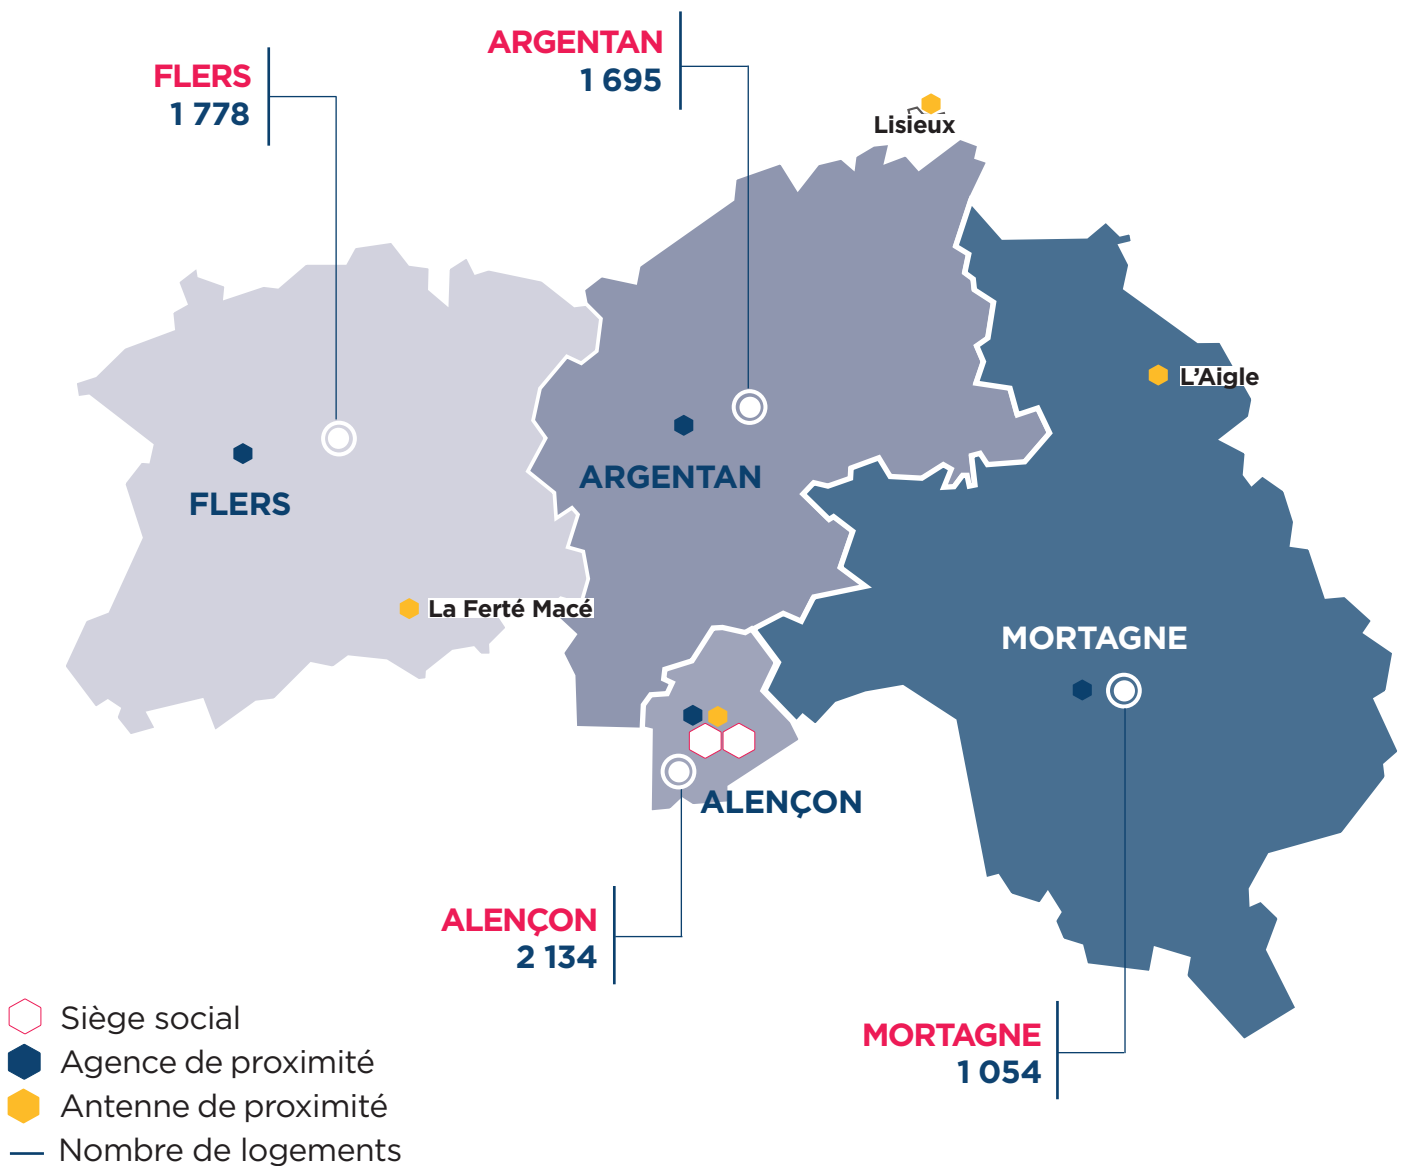 ARGENTAN
1 695
FLERS
1 778
Lisieux
L'Aigle
ARGENTAN
FLERS
La Ferté Macé
MORTAGNE
ALENÇON
ALENÇON
2 134
MORTAGNE
1 054
Siège social
Agence de proximité
Antenne de proximité
Nombre de logements